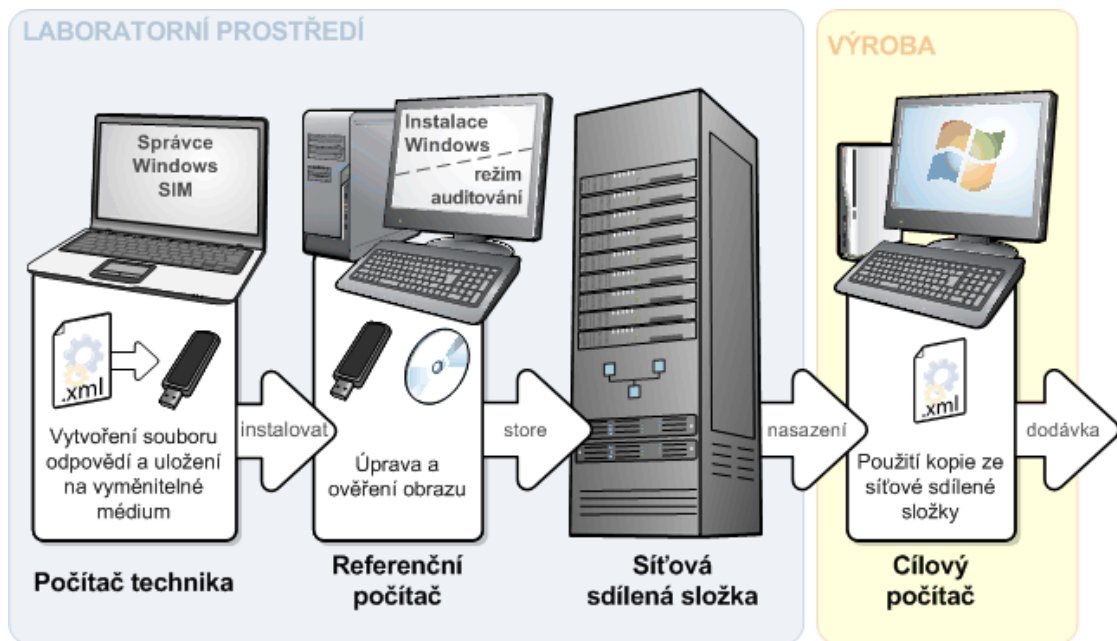 LABORATORNÍ PROSTŘEDÍ
VÝROBA
Správce
Windows
SIM
Instalace
Windows
režim
auditování
.xml
Vytvoření souboru
odpovědí a uložení
na vyměnitelné
médium
instalovat
Úprava a
ověření obrazu
store
nasazení
.xml
Použití kopie ze
síťové sdílené
složky
dodávka
Počítač technika
Referenční
počítač
Síťová
sdílená složka
Cílový
počítač